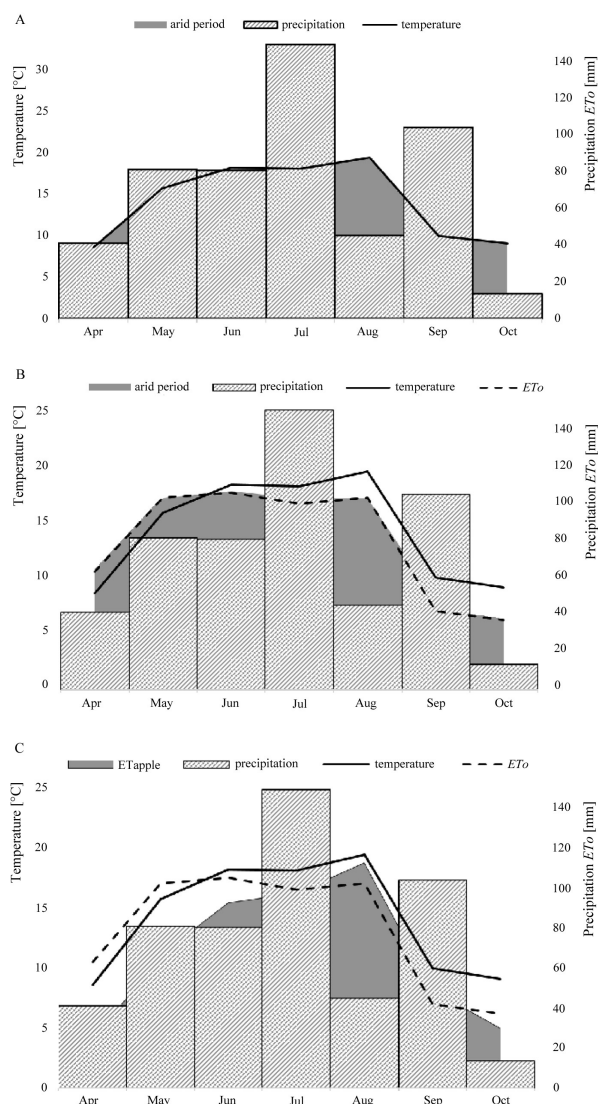 A
arid period precipitation temperature
Temperature [°C]
30
25
20
15
10
5
0
Precipitation ETo [mm]
140
120
100
80
60
40
20
0
Apr May Jun Jul Aug Sep Oct
B
arid period precipitation temperature ETo
Temperature [°C]
25
20
15
10
5
0
Precipitation ETo [mm]
140
120
100
80
60
40
20
0
Apr May Jun Jul Aug Sep Oct
C
ETapple precipitation temperature ETo
Temperature [°C]
25
20
15
10
5
0
Precipitation ETo [mm]
140
120
100
80
60
40
20
0
Apr May Jun Jul Aug Sep Oct